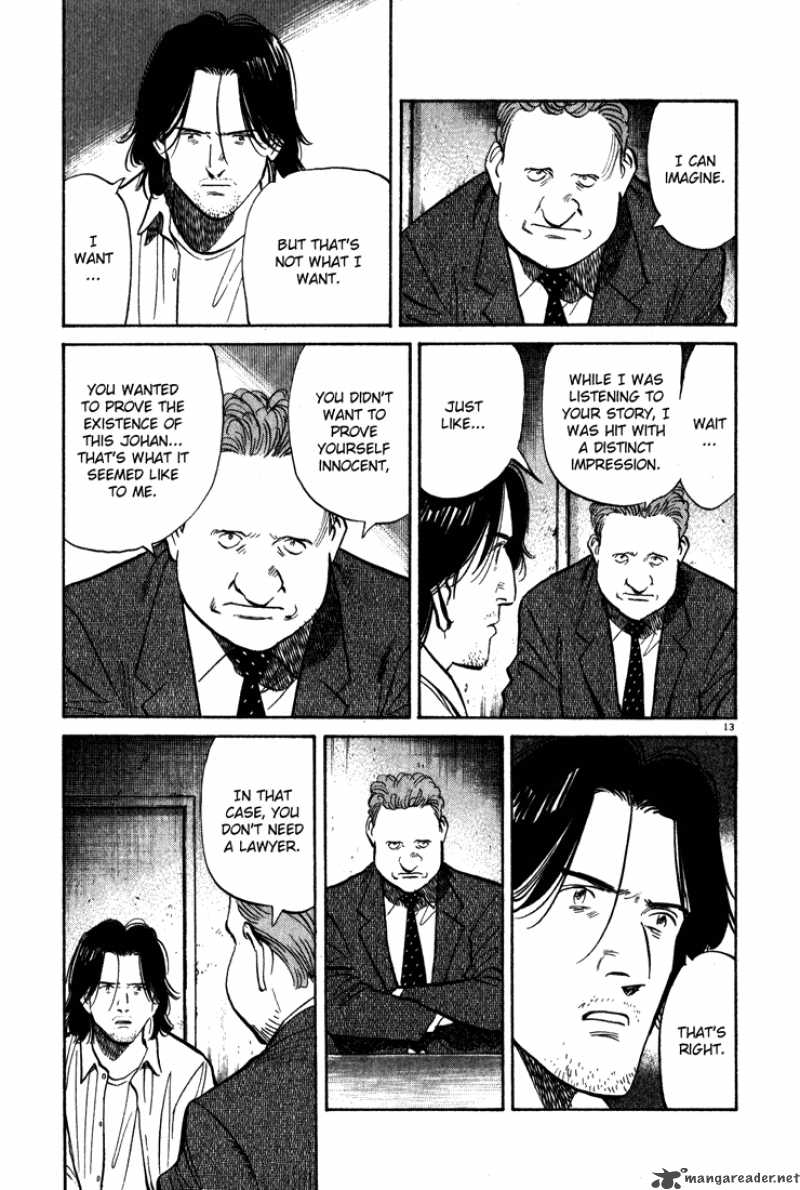 I CAN
IMAGINE.
BUT THAT'S
NOT WHAT I
WANT.
I
WANT
...
WAIT
...
WHILE I WAS
LISTENING TO
YOUR STORY, I
WAS HIT WITH
A DISTINCT
IMPRESSION.
JUST
LIKE...
YOU DIDN'T
WANT TO
PROVE
YOURSELF
INNOCENT,
YOU WANTED
TO PROVE THE
EXISTENCE OF
THIS JOHAN...
THAT'S WHAT IT
SEEMED LIKE
TO ME.
13
THAT'S
RIGHT.
IN THAT
CASE, YOU
DON'T NEED
A LAWYER.
mangareader.net